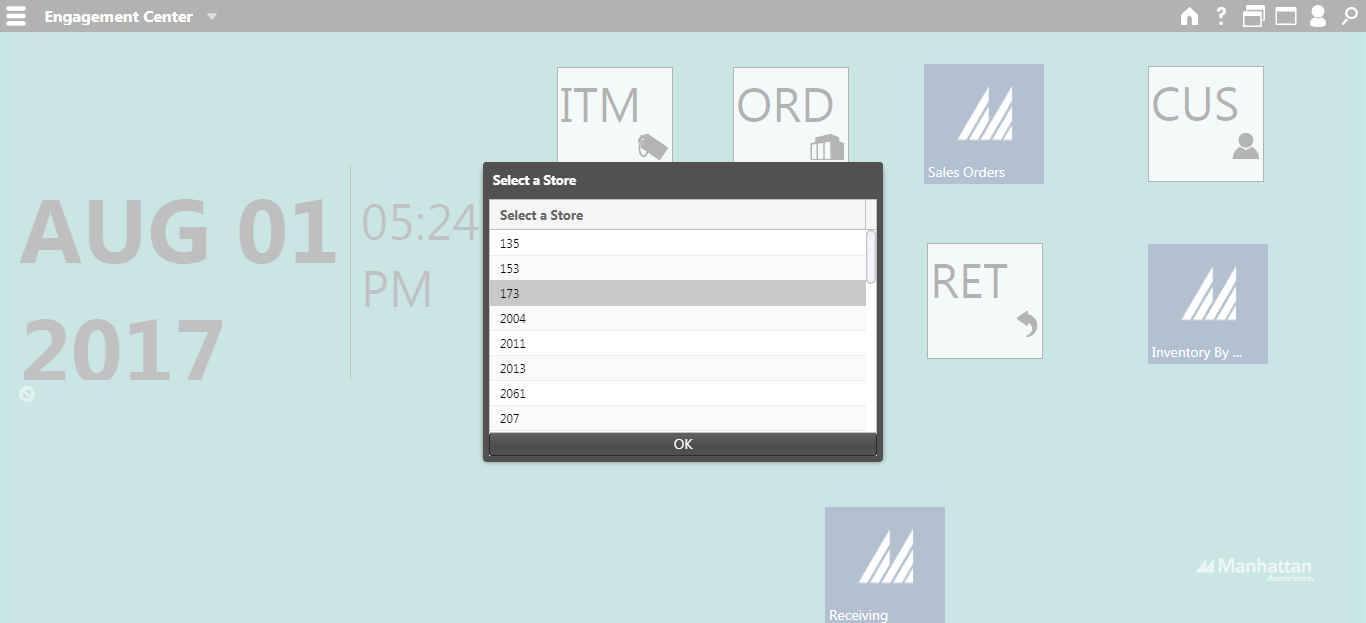 Engagement Center
ITM
ORD
Sales Orders
CUS
AUG 01
2017
05:24
PM
Select a Store
Select a Store
135
153
173
2004
2011
2013
2061
207
OK
RET
Inventory By ...
Receiving
Manhattan
Associates